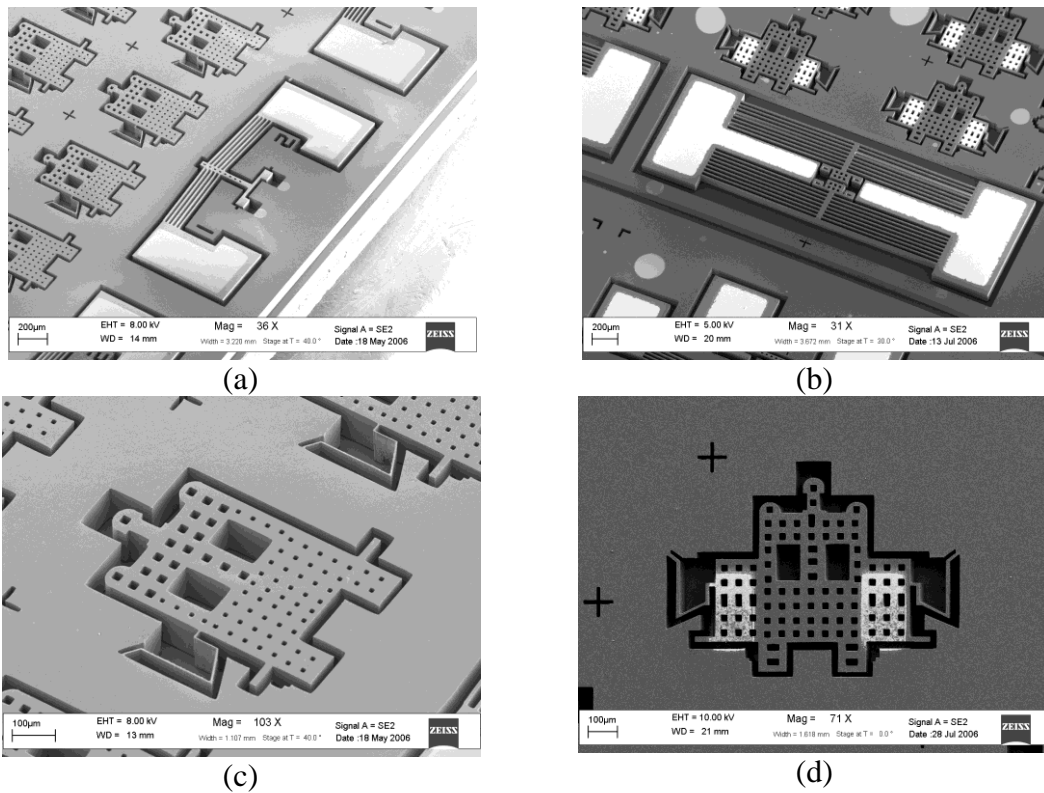 200µm
EHT = 8.00 kV
WD = 14 mm
Mag = 36 X
Width = 3.220 mm Stage at T = 40.0 °
Signal A = SE2
Date :18 May 2006
ZEISS
(a)
200µm
EHT = 5.00 kV
WD = 20 mm
Mag = 31 X
Width = 3.672 mm Stage at T = 30.0 °
Signal A = SE2
Date :13 Jul 2006
ZEISS
(b)
100µm
EHT = 8.00 kV
WD = 13 mm
Mag = 103 X
Width = 1.107 mm Stage at T = 40.0 °
Signal A = SE2
Date :18 May 2006
ZEISS
(c)
100µm
EHT = 10.00 kV
WD = 21 mm
Mag = 71 X
Width = 1.618 mm Stage at T = 0.0 °
Signal A = SE2
Date :28 Jul 2006
ZEISS
(d)